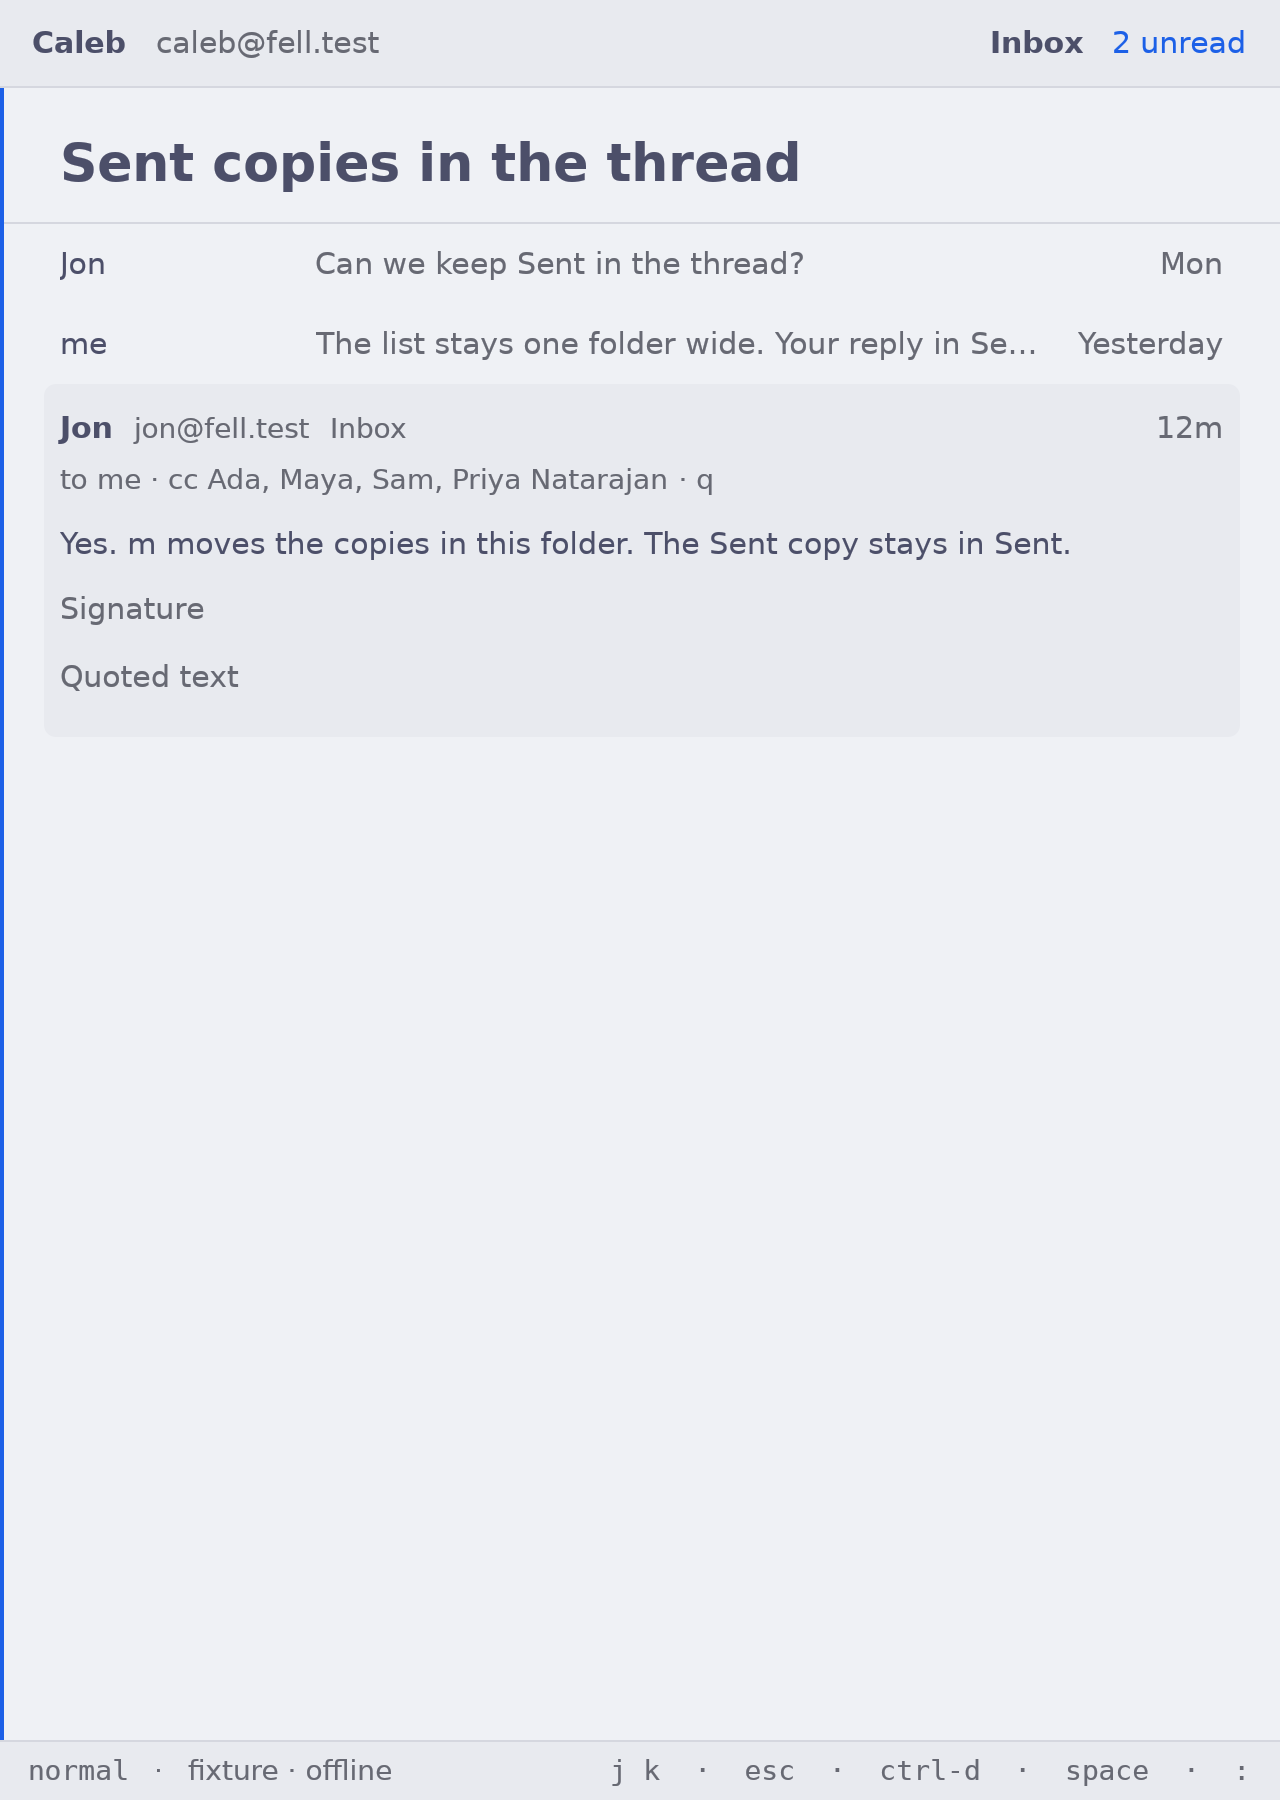 Caleb caleb@fell.test Inbox 2 unread
Sent copies in the thread
Jon Can we keep Sent in the thread? Mon
me The list stays one folder wide. Your reply in Se... Yesterday
Jon jon@fell.test Inbox 12m
to me · cc Ada, Maya, Sam, Priya Natarajan · q
Yes. m moves the copies in this folder. The Sent copy stays in Sent.
Signature
Quoted text
normal · fixture · offline j k · esc · ctrl-d · space · :